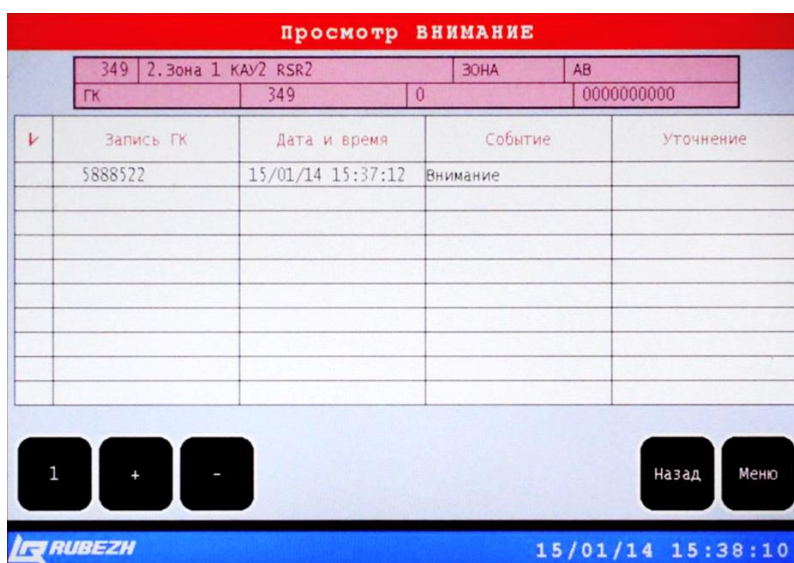 Просмотр ВНИМАНИЕ
349 2.Зона 1 КАУ2 RSR2 ЗОНА АВ
ГК 349 0 0000000000
V Запись ГК Дата и время Событие Уточнение
5888522 15/01/14 15:37:12 Внимание
1 + - Назад Меню
RUBEZH 15/01/14 15:38:10